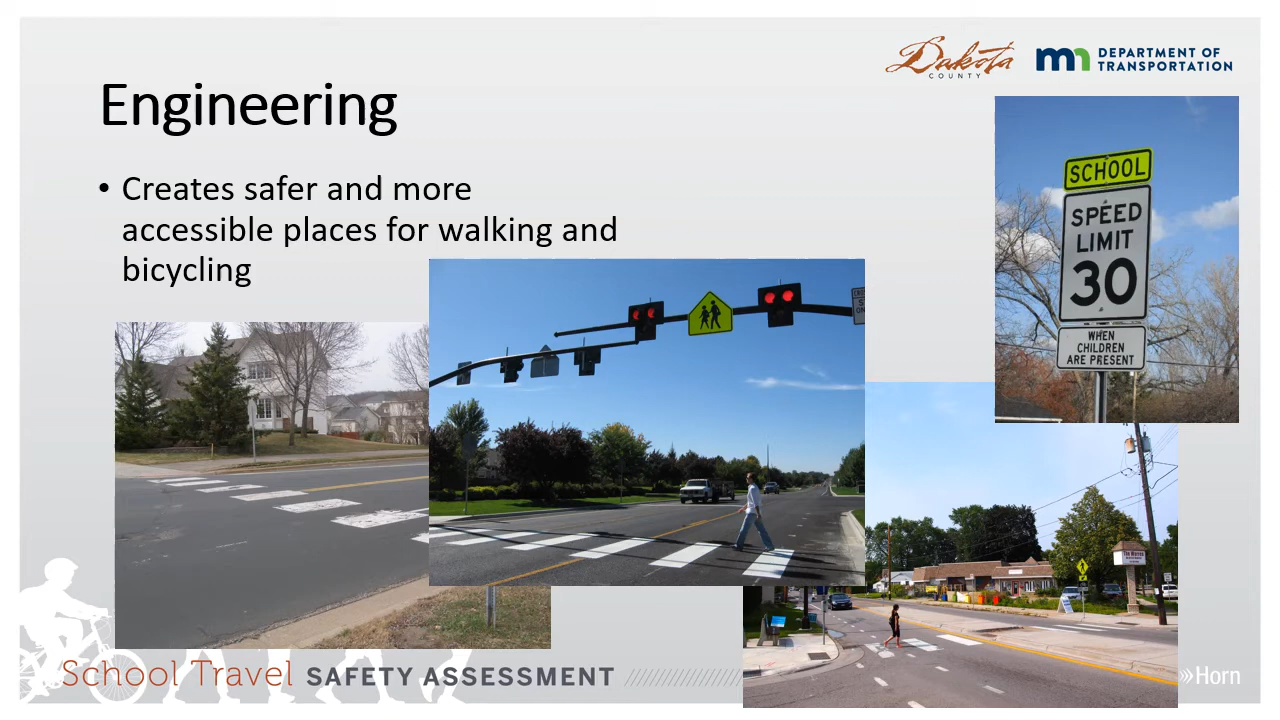 Dakota
COUNTY
mn DEPARTMENT OF
TRANSPORTATION
Engineering
• Creates safer and more
accessible places for walking and
bicycling
SCHOOL
SPEED
LIMIT
30
WHEN
CHILDREN
ARE PRESENT
School Travel SAFETY ASSESSMENT
Horn